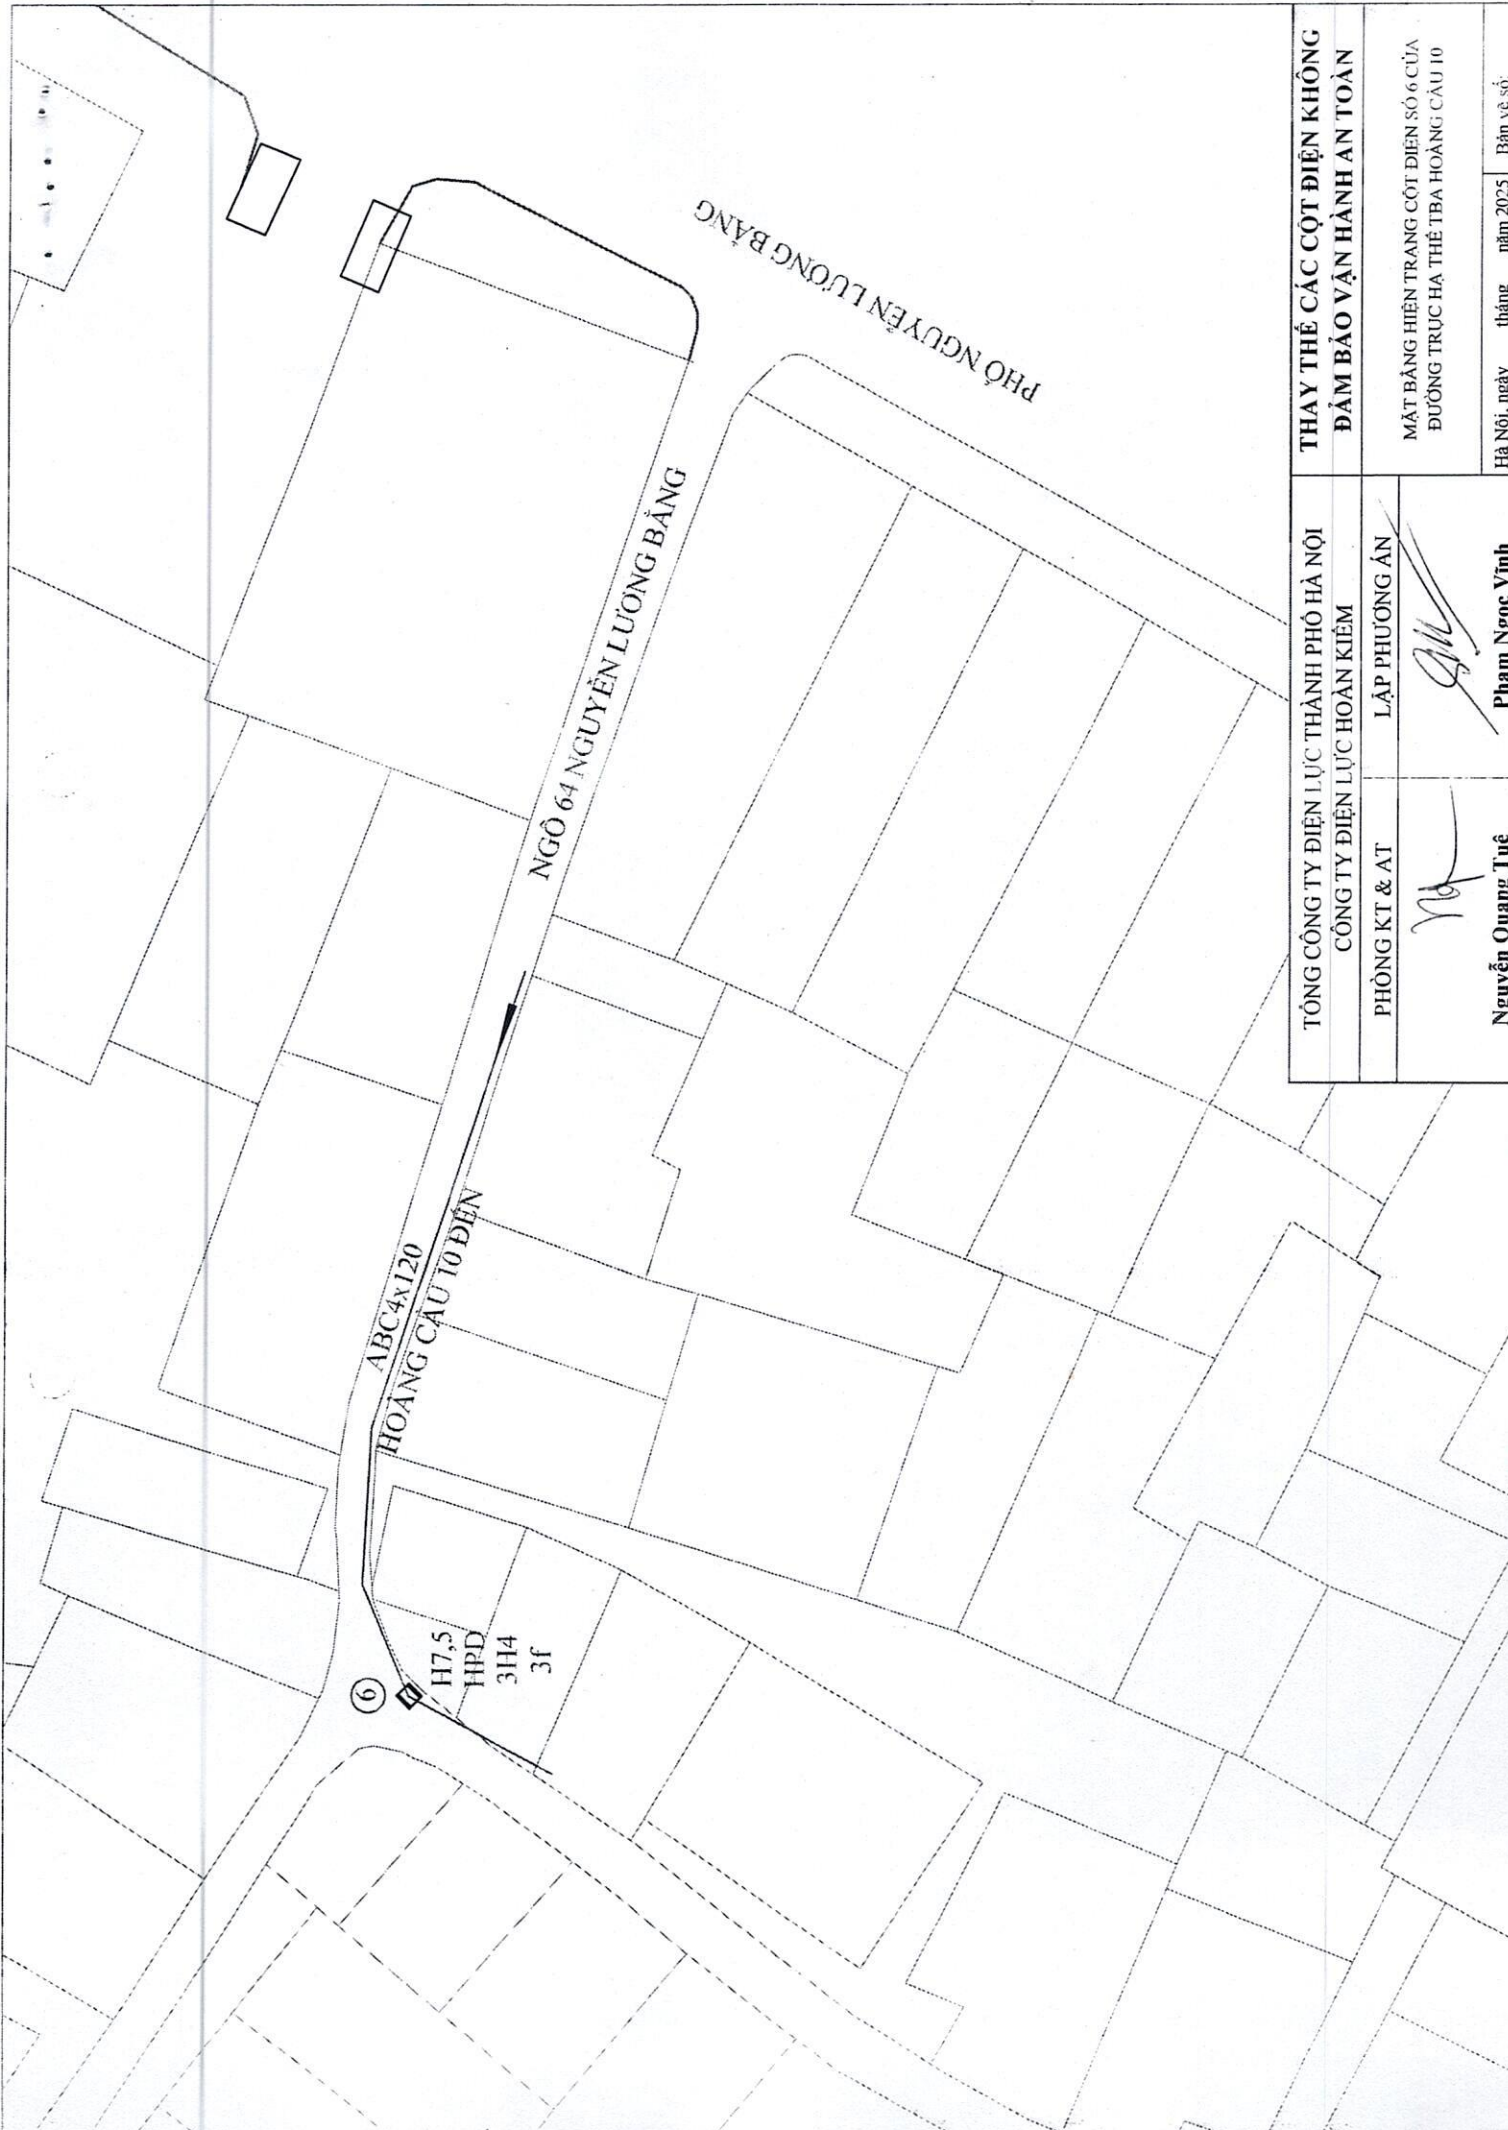 PHỐ NGUYỄN LƯƠNG BẰNG
NGÕ 64 NGUYỄN LƯƠNG BẰNG
ABC4x120
HOÀNG CẦU 10 ĐẾN
6
H7,5
HPD
3H4
3f
TỔNG CÔNG TY ĐIỆN LỰC THÀNH PHỐ HÀ NỘI
CÔNG TY ĐIỆN LỰC HOÀN KIẾM
THAY THẾ CÁC CỘT ĐIỆN KHÔNG
ĐẢM BẢO VẬN HÀNH AN TOÀN
PHÒNG KT & AT
LẬP PHƯƠNG ÁN
MẶT BẰNG HIỆN TRẠNG CỘT ĐIỆN SỐ 6 CỦA
ĐƯỜNG TRỤC HẠ THẾ TBA HOÀNG CẦU 10
Nguyễn Quang Tuệ
Phạm Ngọc Vĩnh
Hà Nội, ngày tháng năm 2025
Bản vẽ số: